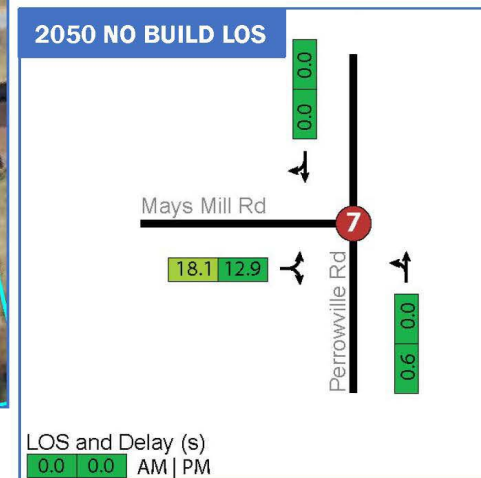 2050 NO BUILD LOS
0.0 0.0
Mays Mill Rd
7
18.1 12.9
Perrowville Rd
0.6 0.0
LOS and Delay (s)
0.0 0.0 AM | PM